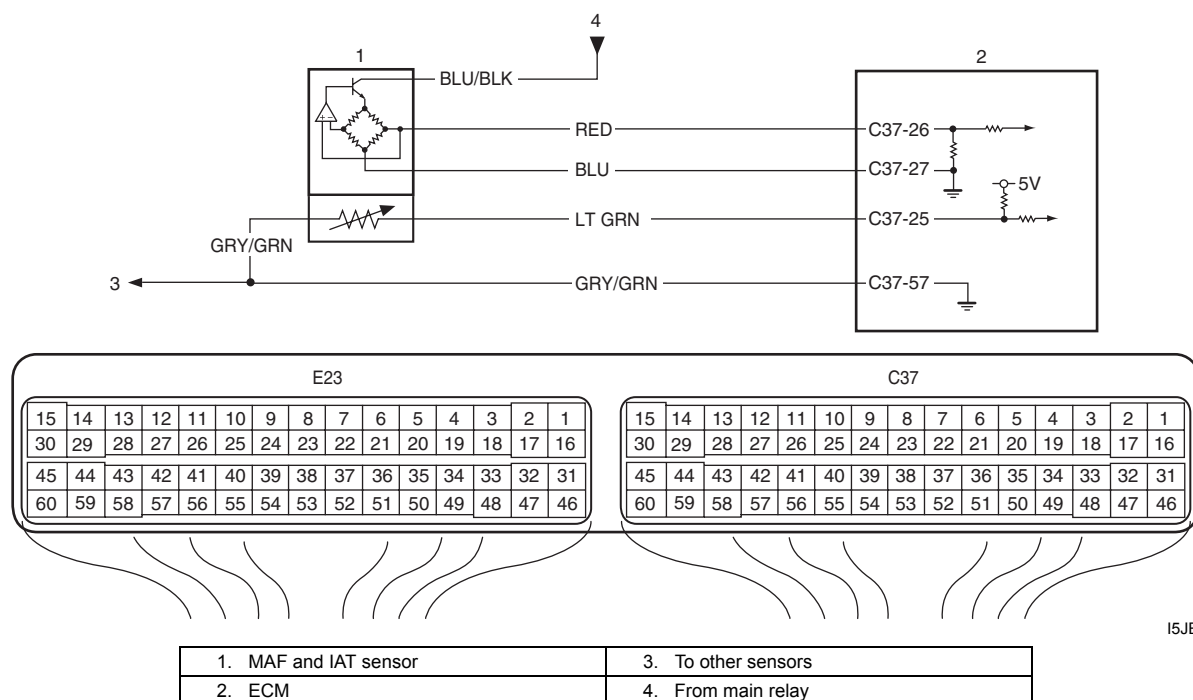 4
1
2
BLU/BLK
RED
C37-26
BLU
C37-27
5V
LT GRN
C37-25
GRY/GRN
3
GRY/GRN
C37-57
E23
C37
15 14 13 12 11 10 9 8 7 6 5 4 3 2 1
30 29 28 27 26 25 24 23 22 21 20 19 18 17 16
45 44 43 42 41 40 39 38 37 36 35 34 33 32 31
60 59 58 57 56 55 54 53 52 51 50 49 48 47 46
15 14 13 12 11 10 9 8 7 6 5 4 3 2 1
30 29 28 27 26 25 24 23 22 21 20 19 18 17 16
45 44 43 42 41 40 39 38 37 36 35 34 33 32 31
60 59 58 57 56 55 54 53 52 51 50 49 48 47 46
1. MAF and IAT sensor
3. To other sensors
2. ECM
4. From main relay